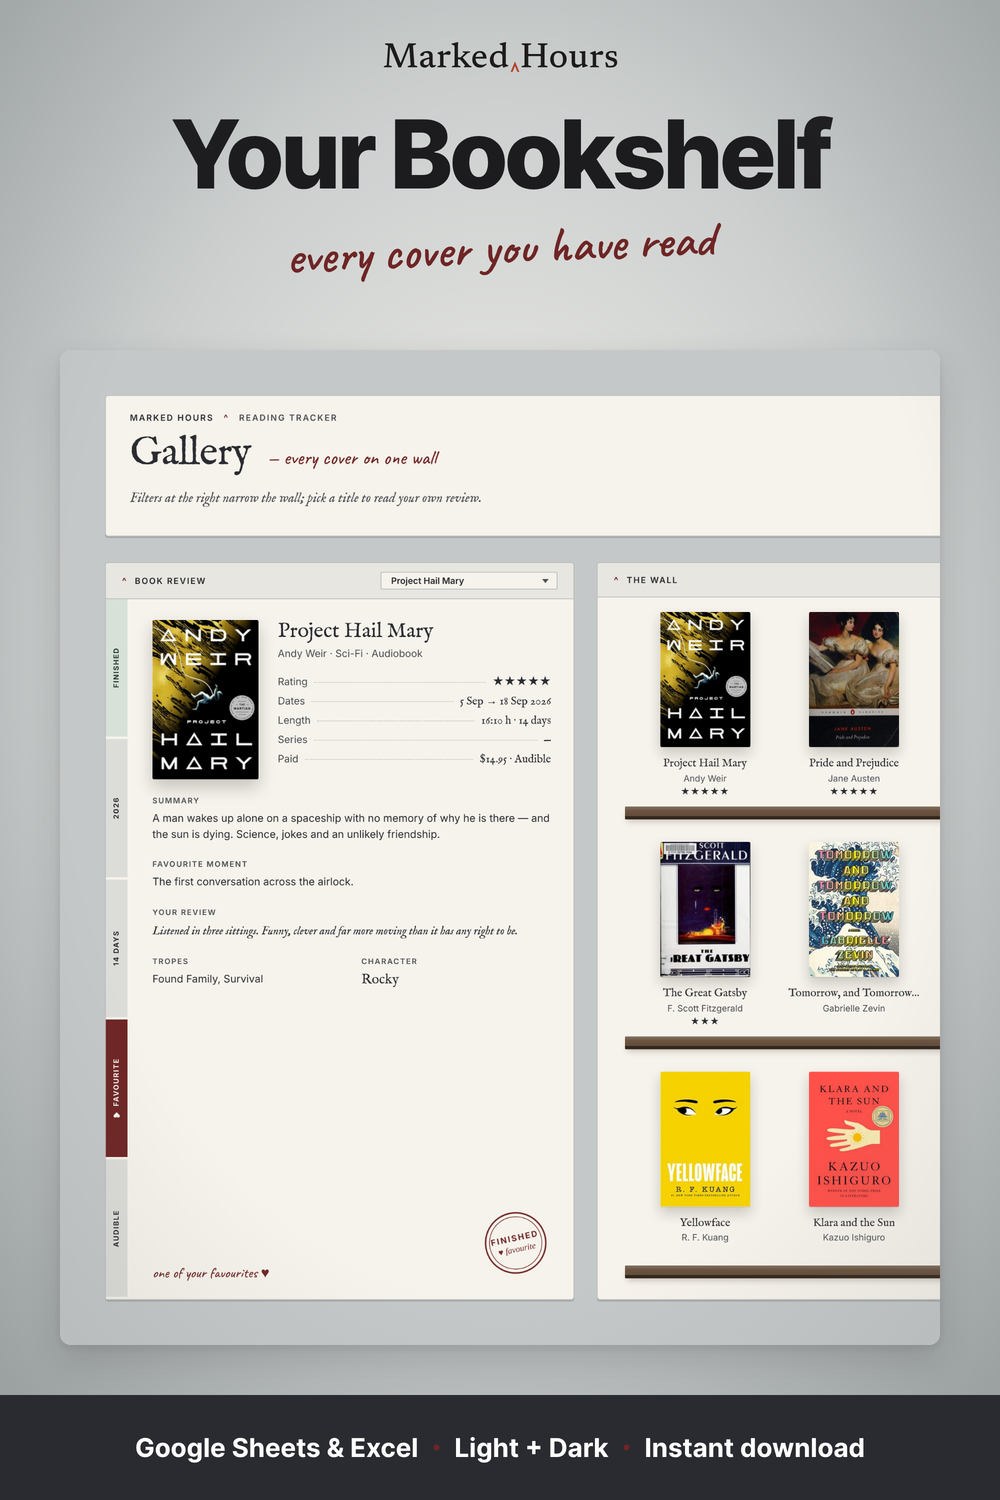 Marked^Hours
Your Bookshelf
every cover you have read
MARKED HOURS ^ READING TRACKER
Gallery – every cover on one wall
Filters at the right narrow the wall; pick a title to read your own review.
^ BOOK REVIEW
Project Hail Mary
FINISHED
2026
14 DAYS
♥ FAVOURITE
AUDIBLE
ANDY
WEIR
PROJECT
HAIL
MARY
Project Hail Mary
Andy Weir · Sci-Fi · Audiobook
Rating ★★★★★
Dates 5 Sep → 18 Sep 2026
Length 16:10 h · 14 days
Series –
Paid $14.95 · Audible
SUMMARY
A man wakes up alone on a spaceship with no memory of why he is there — and
the sun is dying. Science, jokes and an unlikely friendship.
FAVOURITE MOMENT
The first conversation across the airlock.
YOUR REVIEW
Listened in three sittings. Funny, clever and far more moving than it has any right to be.
TROPES
Found Family, Survival
CHARACTER
Rocky
FINISHED
♥ favourite
one of your favourites ♥
^ THE WALL
ANDY
WEIR
PROJECT
HAIL
MARY
Project Hail Mary
Andy Weir
★★★★★
PENGUIN CLASSICS
JANE AUSTEN
Pride and Prejudice
Pride and Prejudice
Jane Austen
★★★★★
SCOTT
FITZGERALD
THE
GREAT GATSBY
The Great Gatsby
F. Scott Fitzgerald
★★★
TOMORROW
AND
TOMORROW
AND
TOMORROW
GABRIELLE
ZEVIN
Tomorrow, and Tomorrow...
Gabrielle Zevin
YELLOWFACE
R. F. KUANG
Yellowface
R. F. Kuang
KLARA AND
THE SUN
A NOVEL
KAZUO
ISHIGURO
Klara and the Sun
Kazuo Ishiguro
Google Sheets & Excel • Light + Dark • Instant download